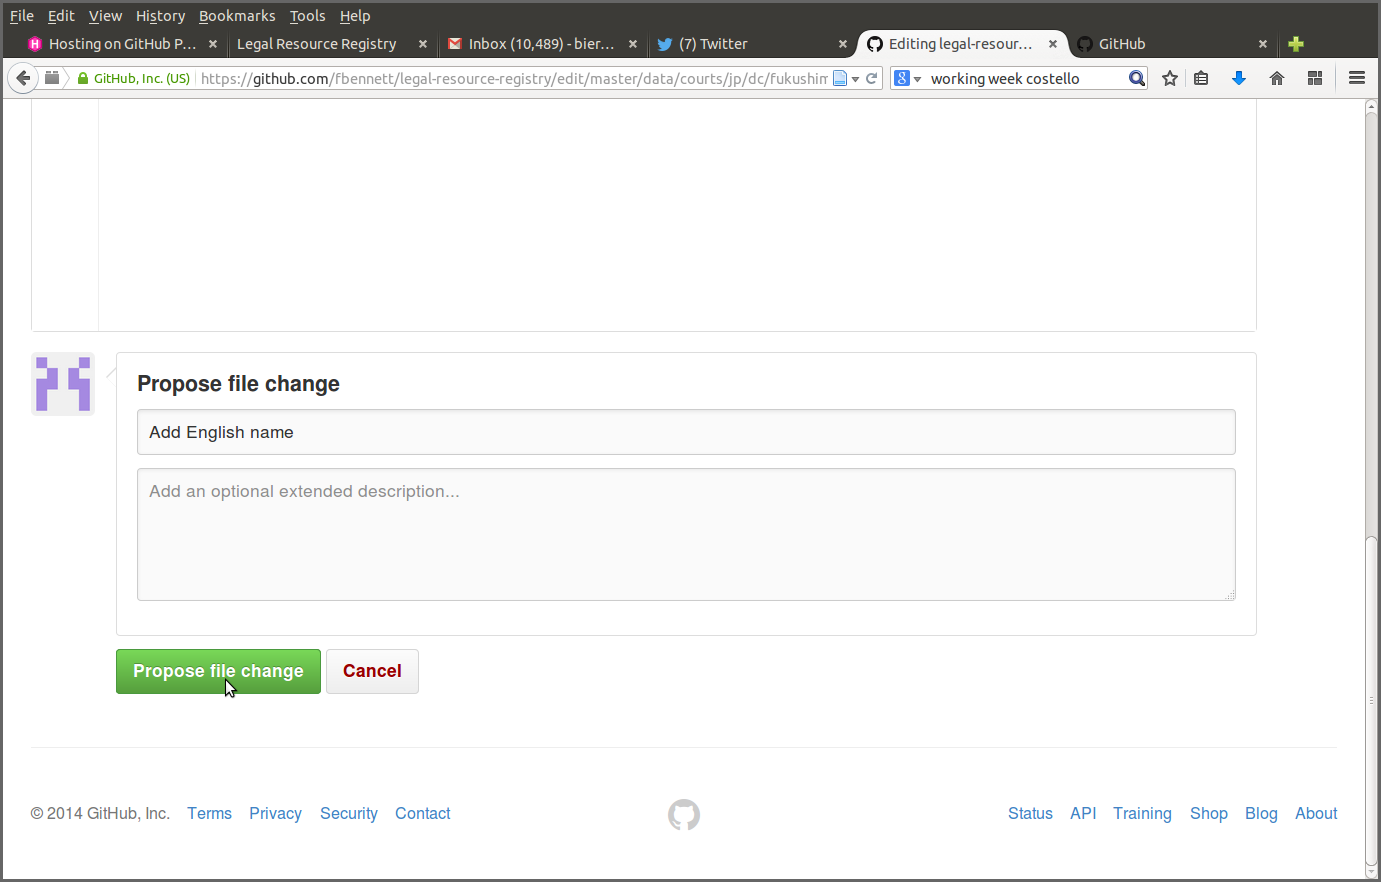 File Edit View History Bookmarks Tools Help
Hosting on GitHub P... Legal Resource Registry Inbox (10,489) - bier... (7) Twitter Editing legal-resour... GitHub
GitHub, Inc. (US) https://github.com/fbennett/legal-resource-registry/edit/master/data/courts/jp/dc/fukushim 8 working week costello
Propose file change
Add English name
Add an optional extended description...
Propose file change Cancel
© 2014 GitHub, Inc. Terms Privacy Security Contact Status API Training Shop Blog About